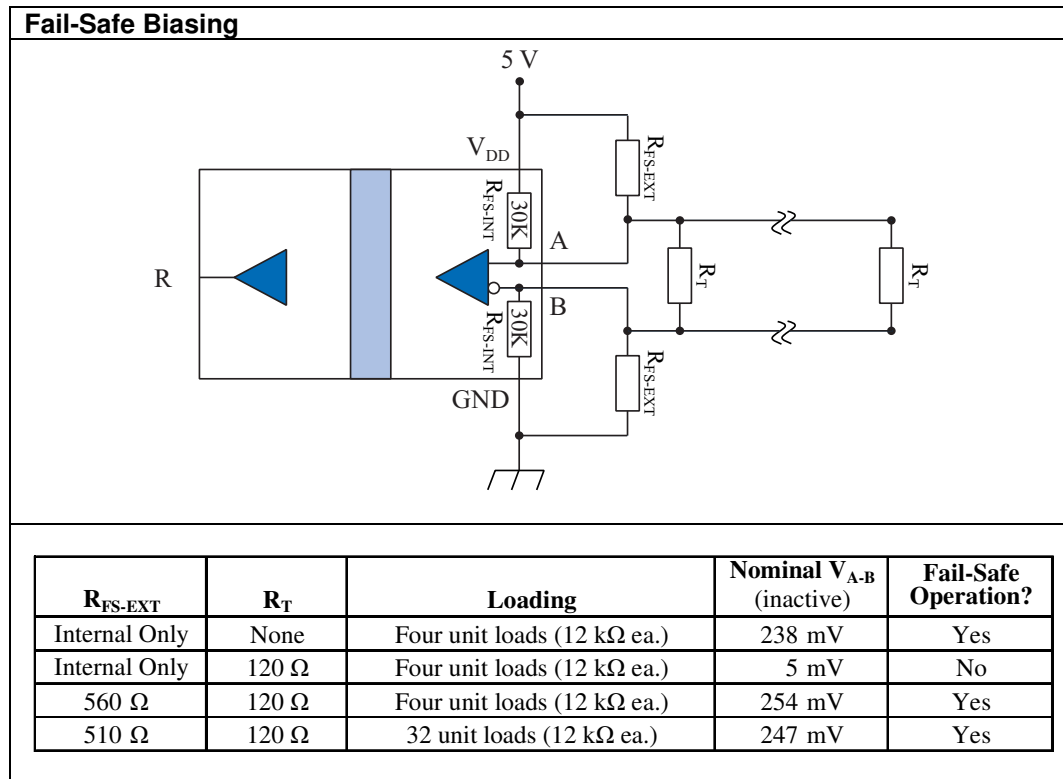 Fail-Safe Biasing
5 V
V_DD
R_FS-EXT
R_FS-INT
30K
A
R
R_T
R_T
B
R_FS-INT
30K
R_FS-EXT
GND
R_FS-EXT R_T Loading Nominal V_A-B (inactive) Fail-Safe Operation?
Internal Only None Four unit loads (12 kΩ ea.) 238 mV Yes
Internal Only 120 Ω Four unit loads (12 kΩ ea.) 5 mV No
560 Ω 120 Ω Four unit loads (12 kΩ ea.) 254 mV Yes
510 Ω 120 Ω 32 unit loads (12 kΩ ea.) 247 mV Yes